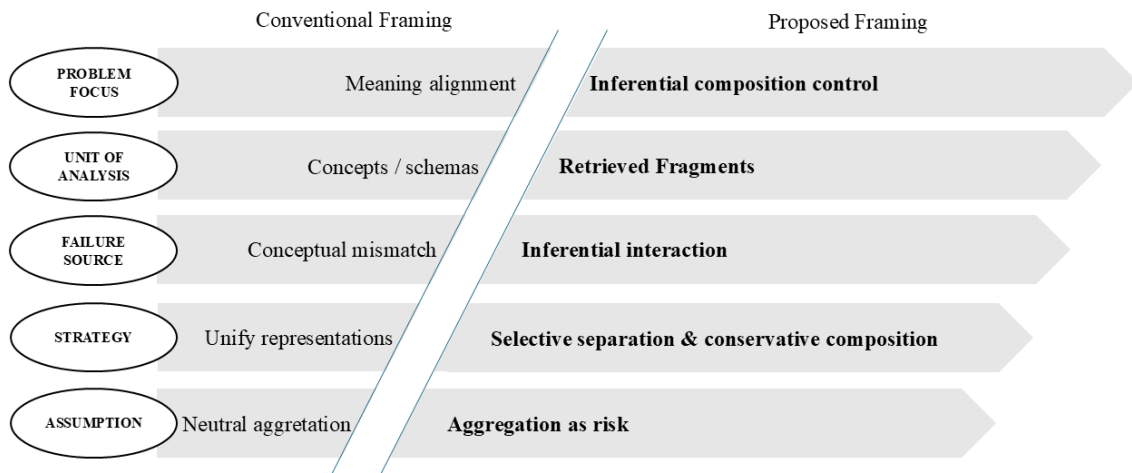 Conventional Framing
Proposed Framing
PROBLEM
FOCUS
Meaning alignment
Inferential composition control
UNIT OF
ANALYSIS
Concepts / schemas
Retrieved Fragments
FAILURE
SOURCE
Conceptual mismatch
Inferential interaction
STRATEGY
Unify representations
Selective separation & conservative composition
ASSUMPTION
Neutral aggretation
Aggregation as risk